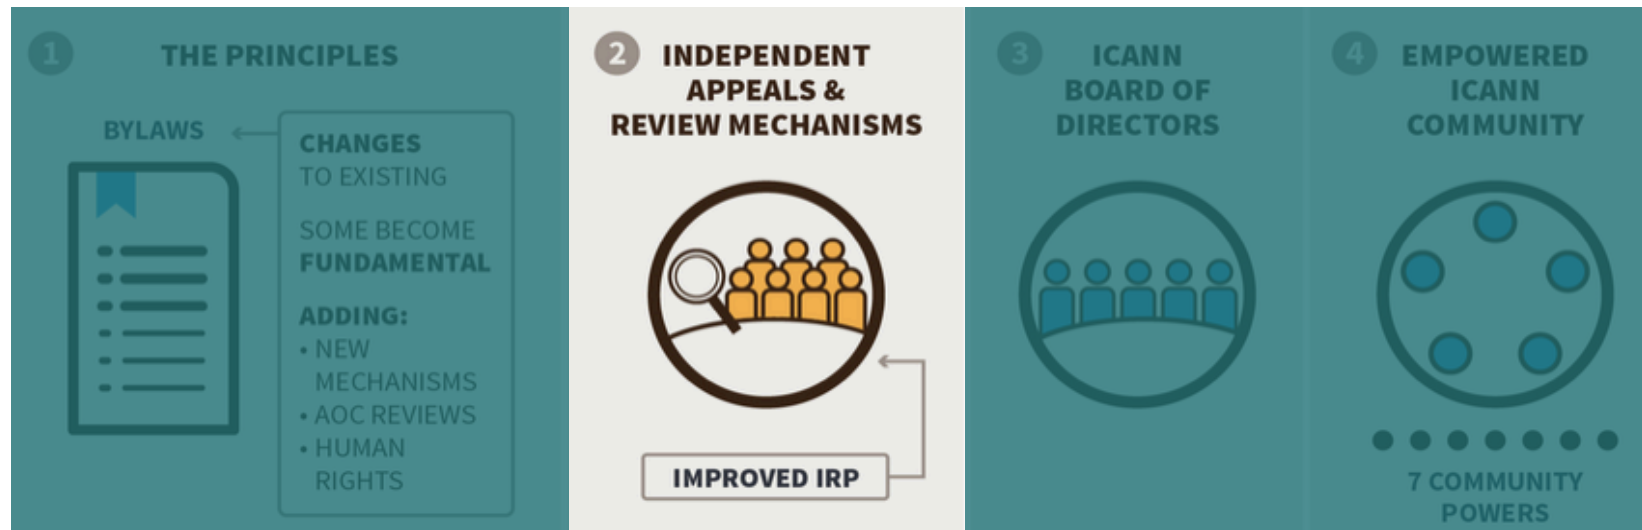 1
THE PRINCIPLES
BYLAWS
CHANGES
TO EXISTING
SOME BECOME
FUNDAMENTAL
ADDING:
• NEW
MECHANISMS
• AOC REVIEWS
• HUMAN
RIGHTS
2
INDEPENDENT
APPEALS &
REVIEW MECHANISMS
IMPROVED IRP
3
ICANN
BOARD OF
DIRECTORS
4
EMPOWERED
ICANN
COMMUNITY
7 COMMUNITY
POWERS